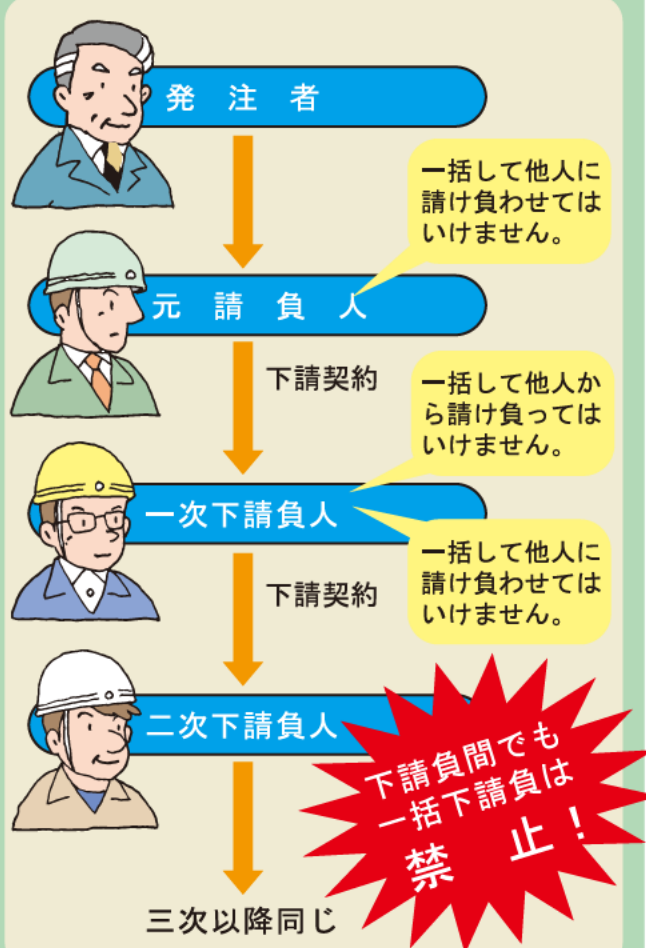 発注者
一括して他人に
請け負わせては
いけません。
元請負人
下請契約
一括して他人か
ら請け負っては
いけません。
一次下請負人
一括して他人に
請け負わせては
いけません。
下請契約
二次下請負人
下請負間でも
一括下請負は
禁止!
三次以降同じ